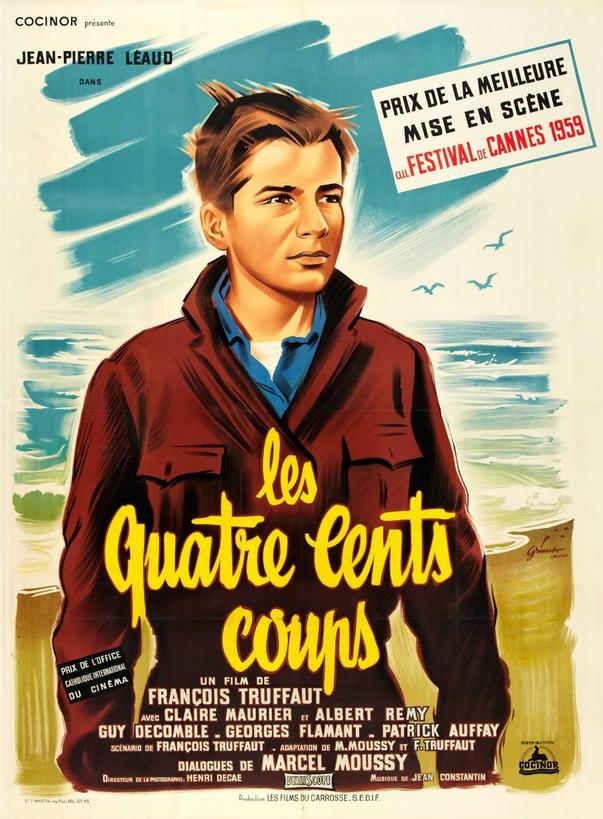 COCINOR présente
JEAN-PIERRE LÉAUD
DANS
PRIX DE LA MEILLEURE
MISE EN SCÈNE
au FESTIVAL DE CANNES 1959
les
Quatre Cents
coups
PRIX DE L'OFFICE
CATHOLIQUE INTERNATIONAL
DU CINÉMA
UN FILM DE
FRANÇOIS TRUFFAUT
AVEC CLAIRE MAURIER ET ALBERT REMY
GUY DECOMBLE - GEORGES FLAMANT - PATRICK AUFFAY
SCÉNARIO DE FRANÇOIS TRUFFAUT - ADAPTATION DE M. MOUSSY ET F. TRUFFAUT
DIALOGUES DE MARCEL MOUSSY
DIRECTEUR DE LA PHOTOGRAPHIE: HENRI DECAE
DYALISCOPE
MUSIQUE DE JEAN CONSTANTIN
DISTRIBUTION
COCINOR
Production LES FILMS DU CARROSSE. S.E.D.I.F.